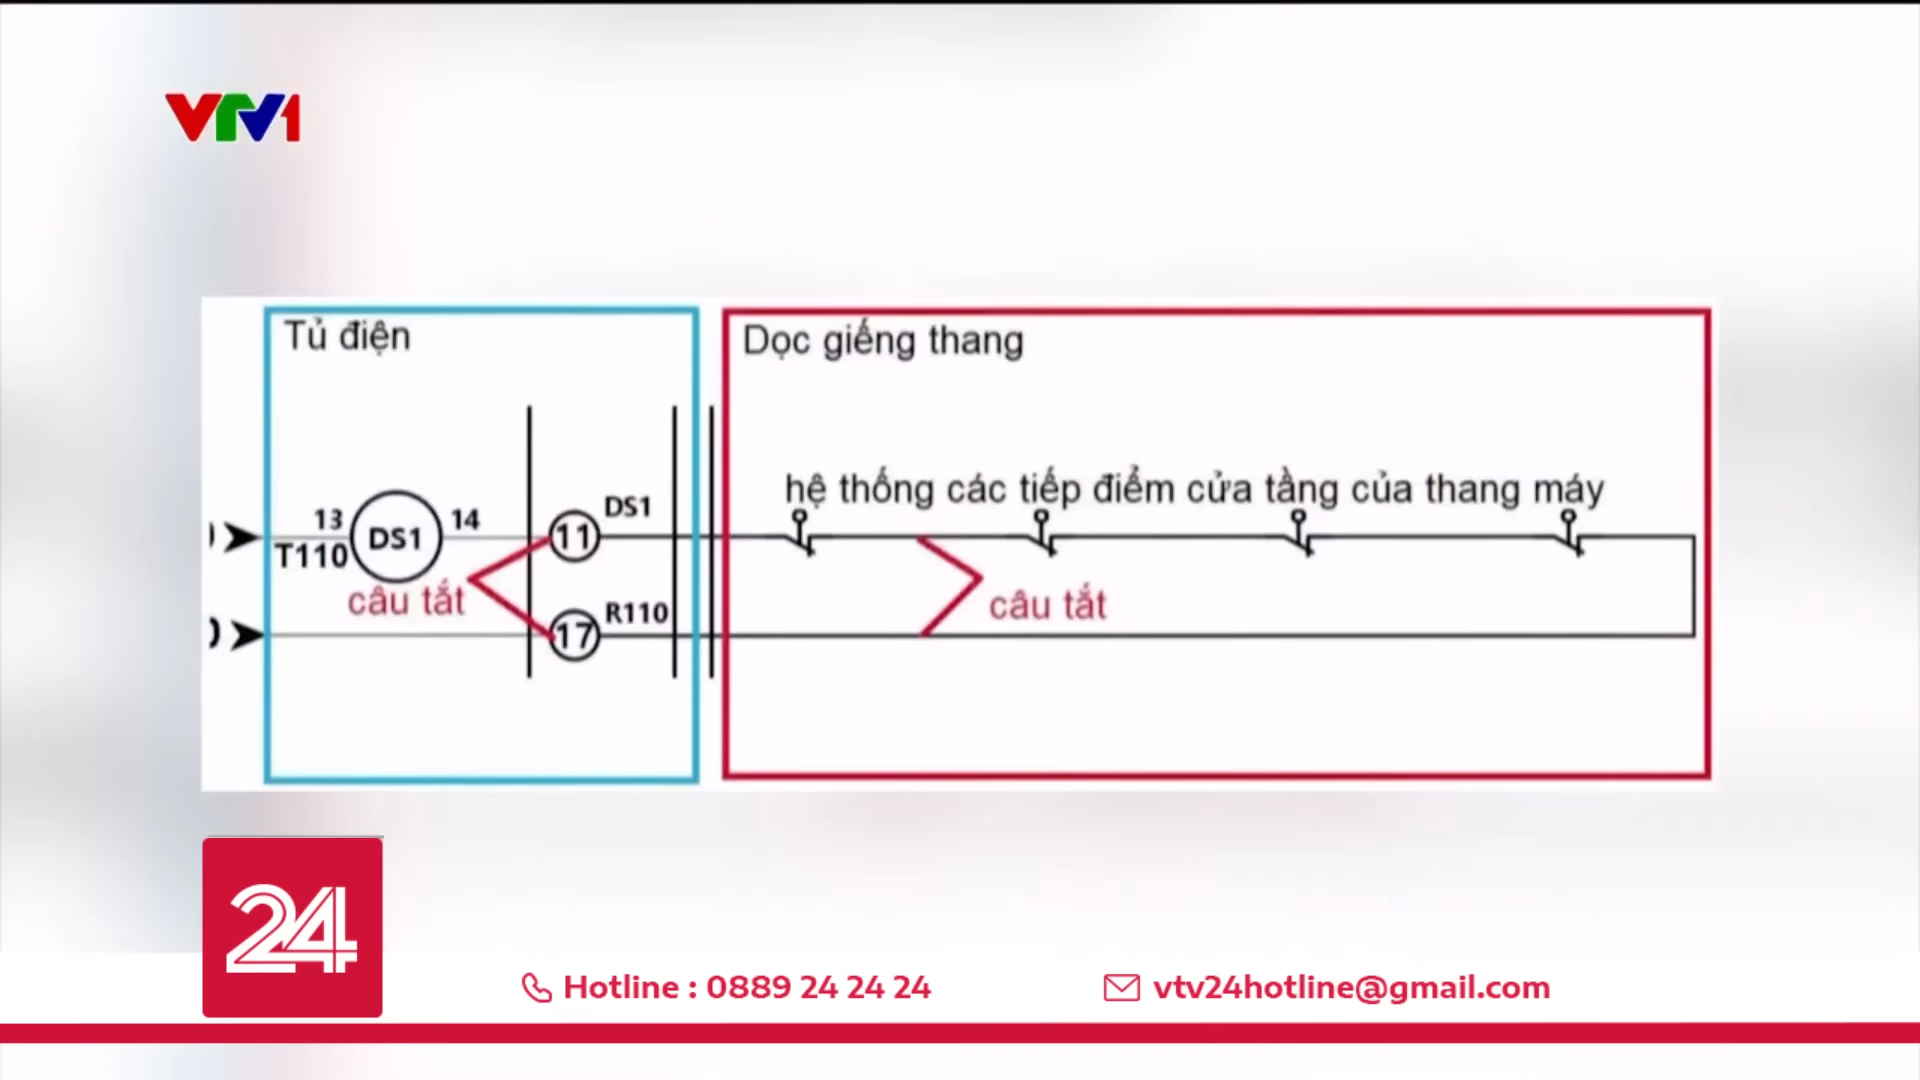 VTV1
Tủ điện
Dọc giếng thang
hệ thống các tiếp điểm cửa tầng của thang máy
13
DS1
14
T110
11
DS1
câu tắt
câu tắt
17
R110
24
Hotline : 0889 24 24 24
vtv24hotline@gmail.com